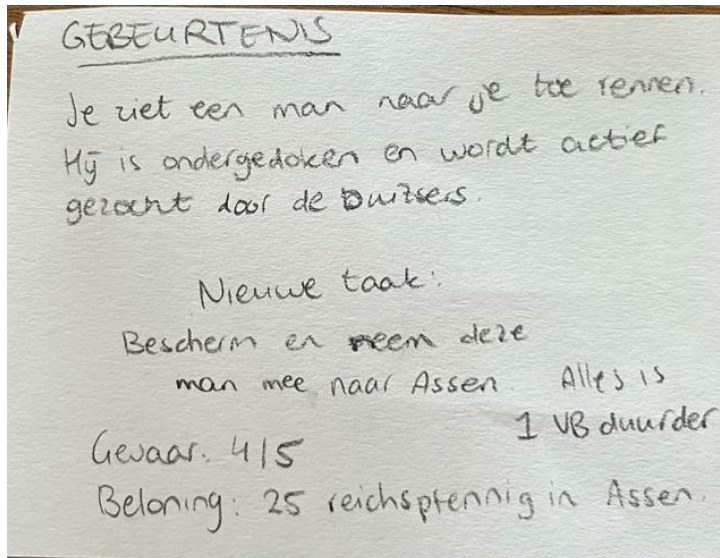 GEBEURTENIS
Je ziet een man naar je toe rennen.
Hij is ondergedoken en wordt actief
gezocht door de Duitsers.
Nieuwe taak:
Bescherm en neem deze
man mee naar Assen. Alles is
1 VB duurder
Gevaar: 4/5
Beloning: 25 reichspfennig in Assen.